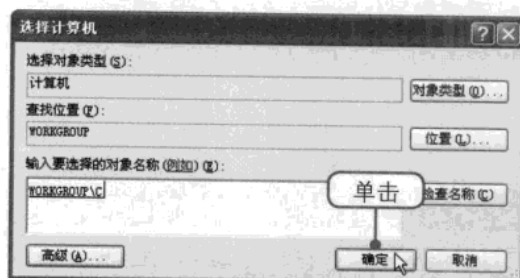 选择计算机
选择对象类型(S):
计算机
对象类型(O)...
查找位置(F):
WORKGROUP
位置(L)...
输入要选择的对象名称(例如)(E):
WORKGROUP\C
单击
检查名称(C)
高级(A)...
确定
取消